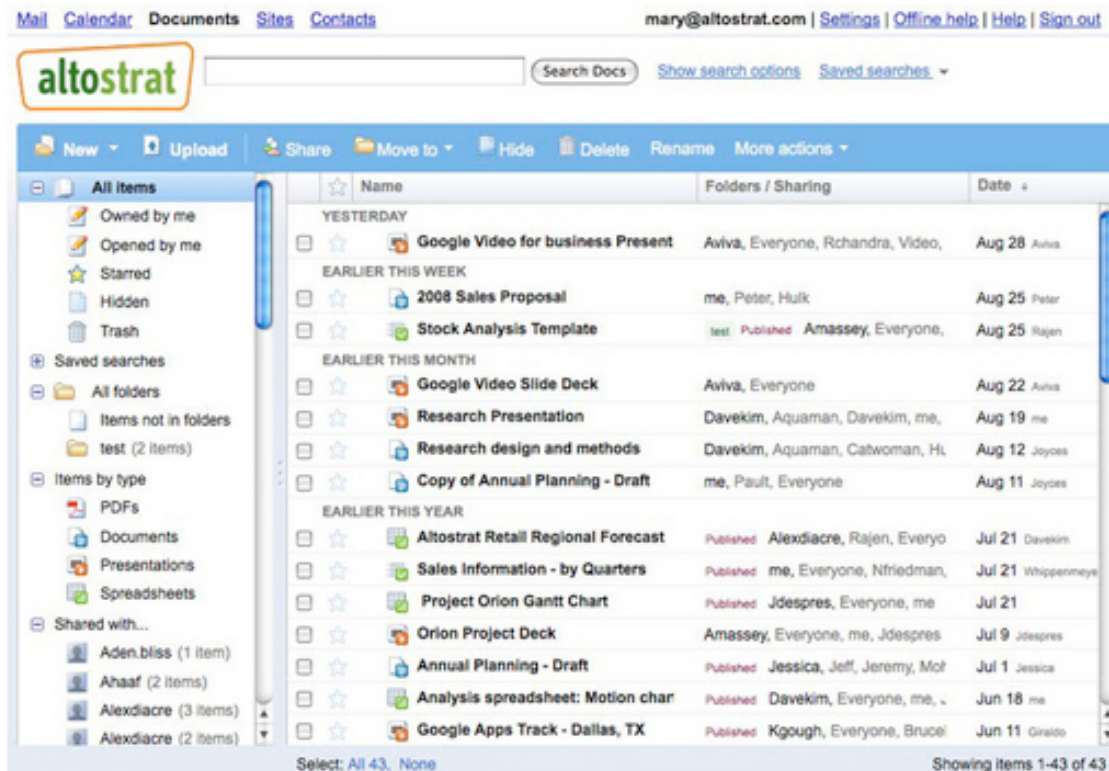 Mail Calendar Documents Sites Contacts mary@altostrat.com | Settings | Offline help | Help | Sign out
altostrat Search Docs Show search options Saved searches
New Upload Share Move to Hide Delete Rename More actions
All items
Owned by me
Opened by me
Starred
Hidden
Trash
Saved searches
All folders
Items not in folders
test (2 items)
Items by type
PDFs
Documents
Presentations
Spreadsheets
Shared with...
Aden.bliss (1 item)
Ahaaf (2 items)
Alexdiacre (3 items)
Alexdiacre (2 items)
Name Folders / Sharing Date
YESTERDAY
Google Video for business Present Aviva, Everyone, Rchandra, Video, Aug 28 Aviva
EARLIER THIS WEEK
2008 Sales Proposal me, Peter, Hulk Aug 25 Peter
Stock Analysis Template test Published Amassey, Everyone, Aug 25 Rajen
EARLIER THIS MONTH
Google Video Slide Deck Aviva, Everyone Aug 22 Aviva
Research Presentation Davekim, Aquaman, Davekim, me, Aug 19 me
Research design and methods Davekim, Aquaman, Catwoman, Aug 12 Joyces
Copy of Annual Planning - Draft me, Pault, Everyone Aug 11 Joyces
EARLIER THIS YEAR
Altostrat Retail Regional Forecast Published Alexdiacre, Rajen, Everyo Jul 21 Davekim
Sales Information - by Quarters Published me, Everyone, Nfriedman, Jul 21 Whippenmeye
Project Orion Gantt Chart Published Jdespres, Everyone, me Jul 21
Orion Project Deck Amassey, Everyone, me, Jdespres Jul 9 Jdespres
Annual Planning - Draft Published Jessica, Jeff, Jeremy, Jul 1 Jessica
Analysis spreadsheet: Motion char Published Davekim, Everyone, me, Jun 18 me
Google Apps Track - Dallas, TX Published Kgough, Everyone, Brucel Jun 11 Giraldo
Select: All 43, None Showing items 1-43 of 43